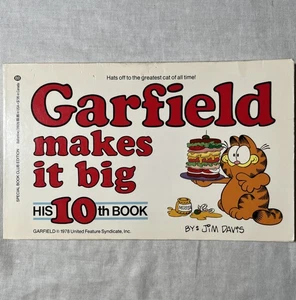 Hats off to the greatest cat of all time!
Garfield
makes
it big
HIS 10th BOOK
GARFIELD © 1978 United Feature Syndicate, Inc.
BY: JIM DAVIS
SPECIAL BOOK CLUB EDITION